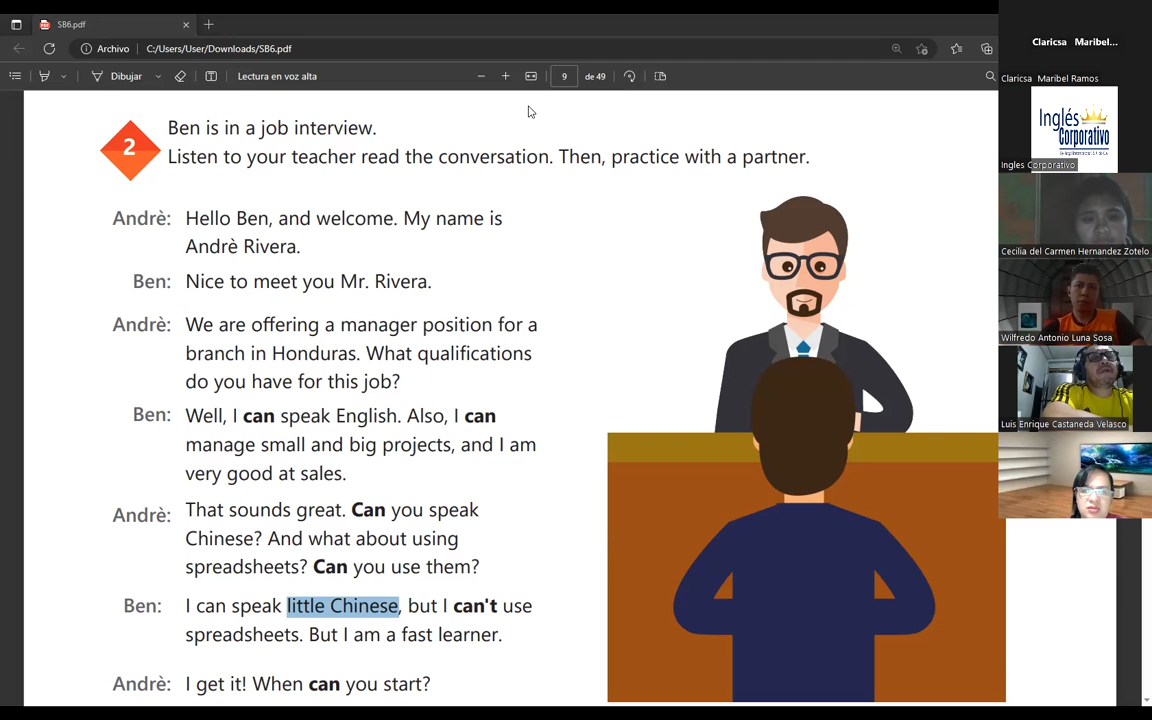 SB6.pdf
Archivo
C:/Users/User/Downloads/SB6.pdf
Dibujar
Lectura en voz alta
9 de 49
2
Ben is in a job interview.
Listen to your teacher read the conversation. Then, practice with a partner.
Andrè: Hello Ben, and welcome. My name is
Andrè Rivera.
Ben: Nice to meet you Mr. Rivera.
Andrè: We are offering a manager position for a
branch in Honduras. What qualifications
do you have for this job?
Ben: Well, I can speak English. Also, I can
manage small and big projects, and I am
very good at sales.
Andrè: That sounds great. Can you speak
Chinese? And what about using
spreadsheets? Can you use them?
Ben: I can speak little Chinese, but I can't use
spreadsheets. But I am a fast learner.
Andrè: I get it! When can you start?
Claricsa Maribel...
Claricsa Maribel Ramos
Inglés
Corporativo
Ingles Corporativo
Cecilia del Carmen Hernandez Zotelo
Wilfredo Antonio Luna Sosa
Luis Enrique Castaneda Velasco